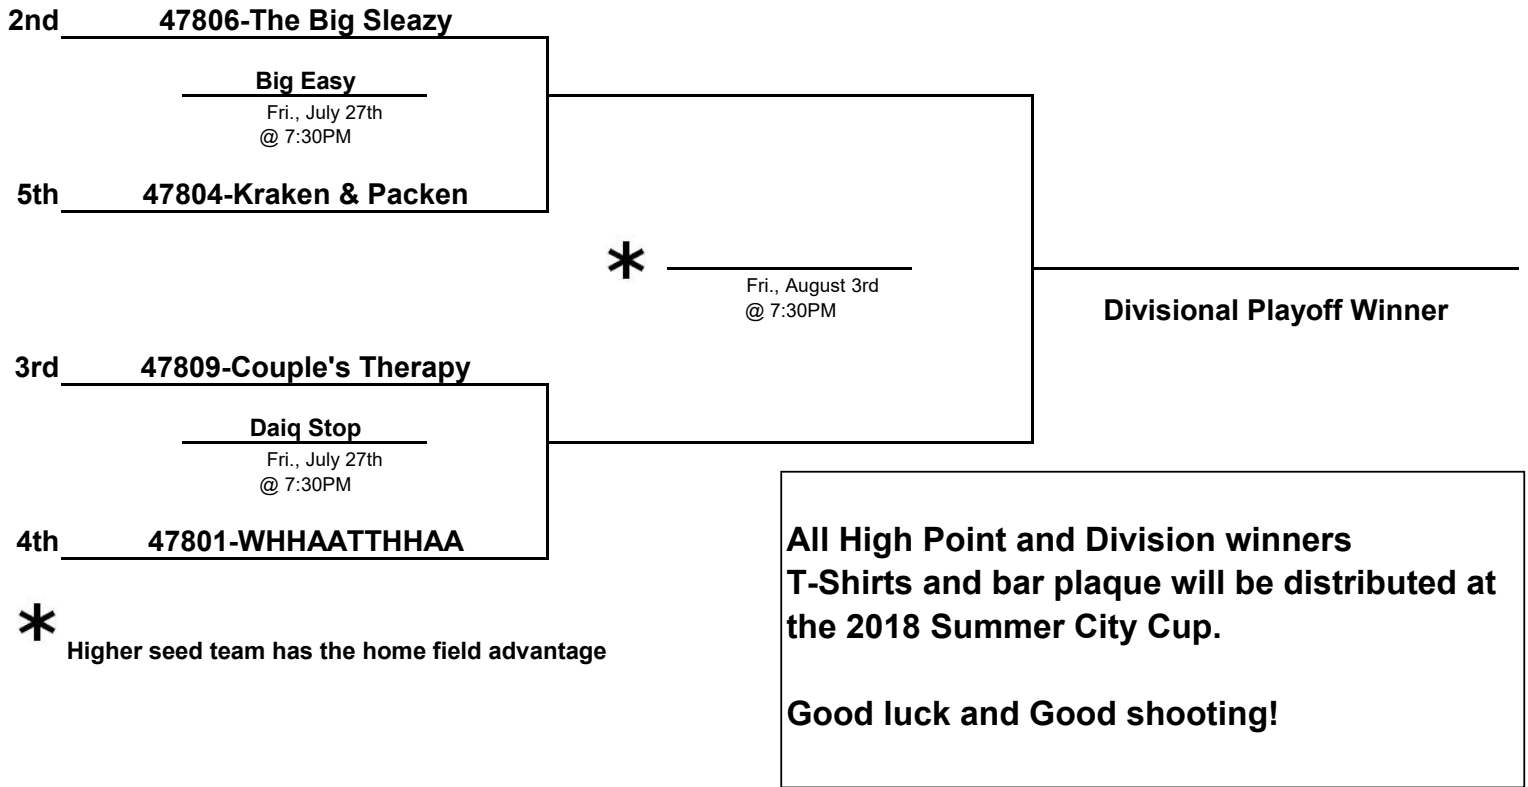 2nd 47806-The Big Sleazy
Big Easy
Fri., July 27th
@ 7:30PM
5th 47804-Kraken & Packen
*
Fri., August 3rd
@ 7:30PM
Divisional Playoff Winner
3rd 47809-Couple's Therapy
Daiq Stop
Fri., July 27th
@ 7:30PM
4th 47801-WHHAATTHHAA
* Higher seed team has the home field advantage
All High Point and Division winners
T-Shirts and bar plaque will be distributed at
the 2018 Summer City Cup.
Good luck and Good shooting!